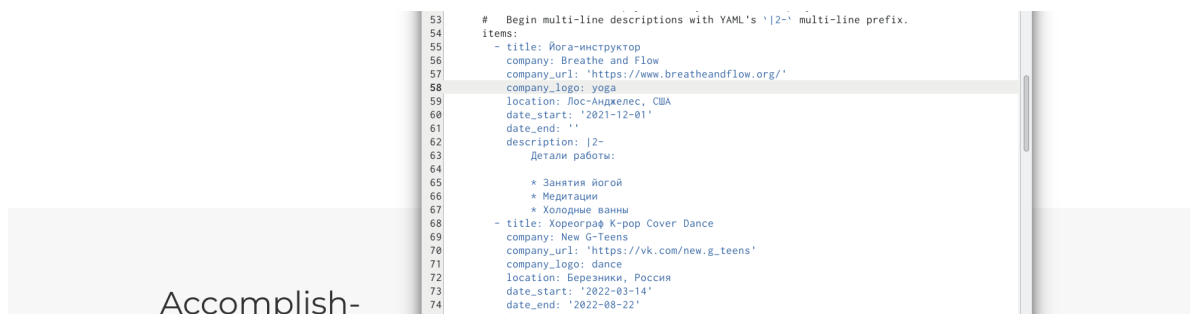 53 #   Begin multi-line descriptions with YAML's `|2-` multi-line prefix.
54 items:
55 - title: Йога-инструктор
56 company: Breathe and Flow
57 company_url: 'https://www.breatheandflow.org/'
58 company_logo: yoga
59 location: Лос-Анджелес, США
60 date_start: '2021-12-01'
61 date_end: ''
62 description: |2-
63 Детали работы:
64
65 * Занятия йогой
66 * Медитации
67 * Холодные ванны
68 - title: Хореограф K-pop Cover Dance
69 company: New G-Teens
70 company_url: 'https://vk.com/new.g_teens'
71 company_logo: dance
72 location: Березники, Россия
73 date_start: '2022-03-14'
74 date_end: '2022-08-22'
Accomplish-